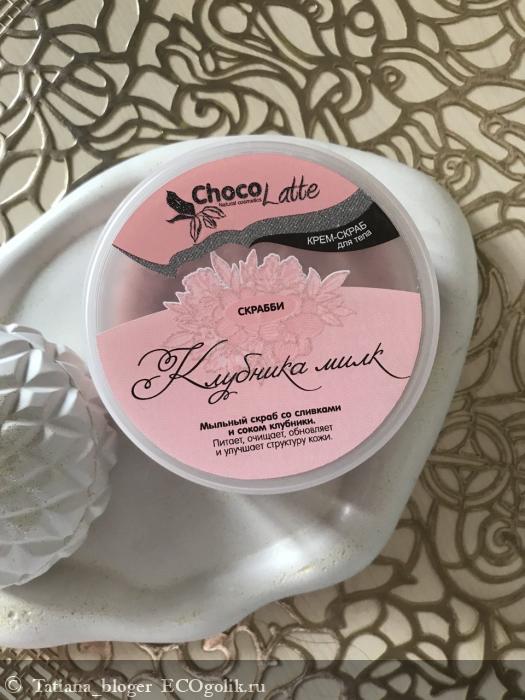 Choco Latte
Natural cosmetics
КРЕМ-СКРАБ
для тела
СКРАББИ
Клубника милк
Мыльный скраб со сливками
и соком клубники.
Питает, очищает, обновляет
и улучшает структуру кожи.
© Tatiana_bloger ECOgolik.ru